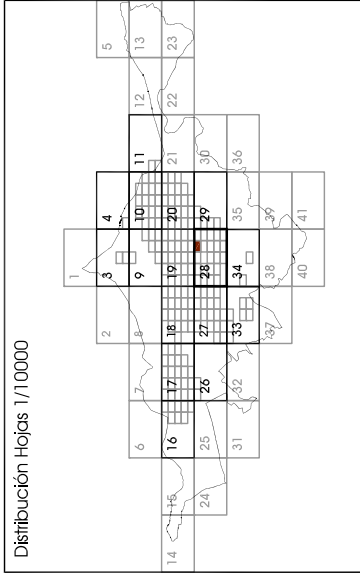 Distribución Hojas 1/10000
1
2 3 4 5
6 7 8 9 10 11 12 13
14 15 16 17 18 19 20 21 22 23
24 25 26 27 28 29 30
31 32 33 34 35 36
37 38 39
40 41